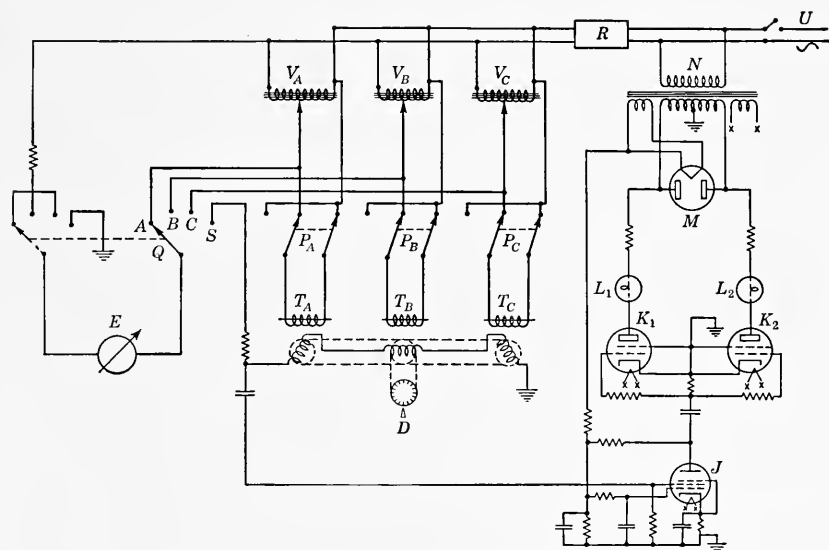 U
R
V_A V_B V_C N
M
A B C S
Q P_A P_B P_C
L_1 L_2
T_A T_B T_C
K_1 K_2
E
x x
x x x x
D
J
x x